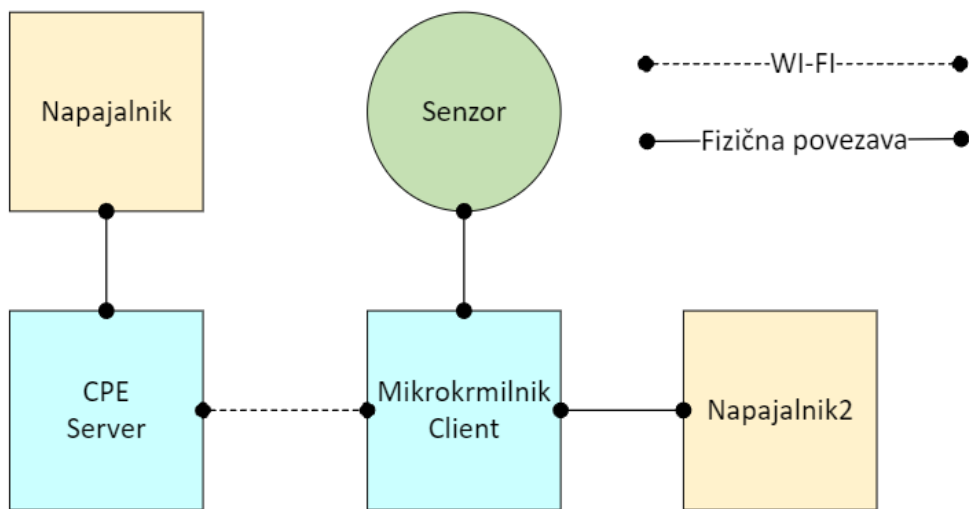 Napajalnik
Senzor
WI-FI
Fizična povezava
CPE
Server
Mikrokrmilnik
Client
Napajalnik2